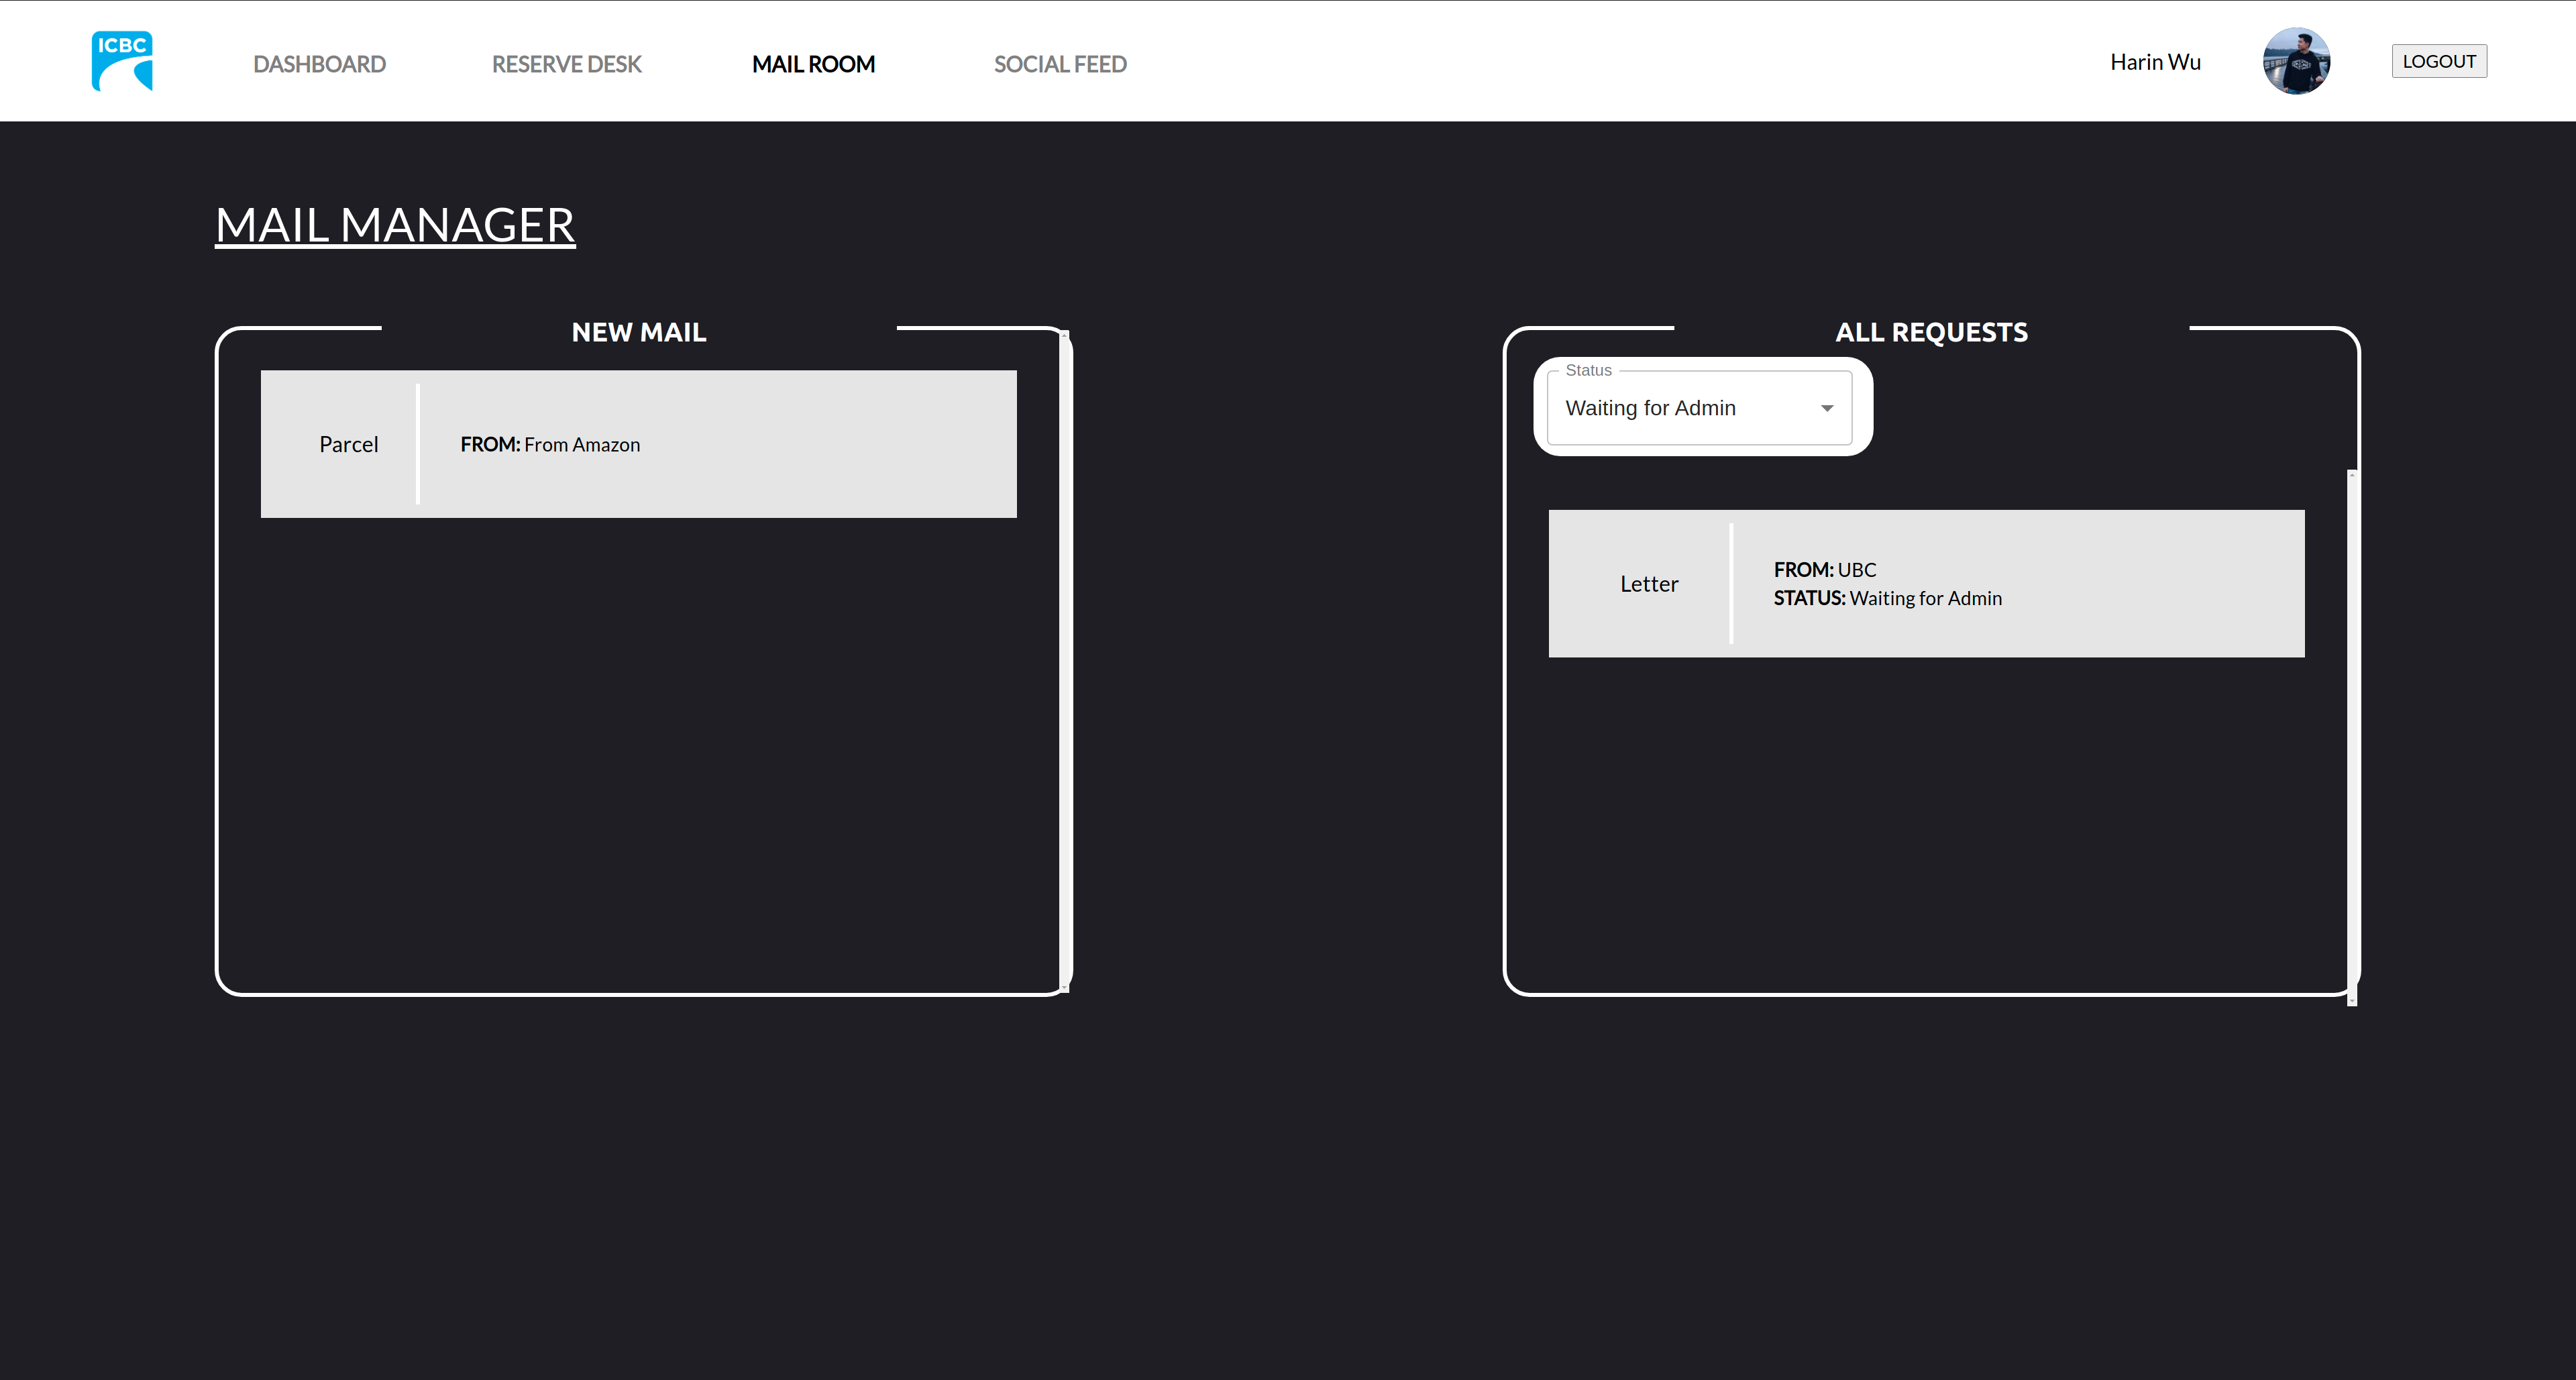 ICBC
DASHBOARD
RESERVE DESK
MAIL ROOM
SOCIAL FEED
Harin Wu
LOGOUT
MAIL MANAGER
NEW MAIL
Parcel
FROM: From Amazon
ALL REQUESTS
Status
Waiting for Admin
Letter
FROM: UBC
STATUS: Waiting for Admin